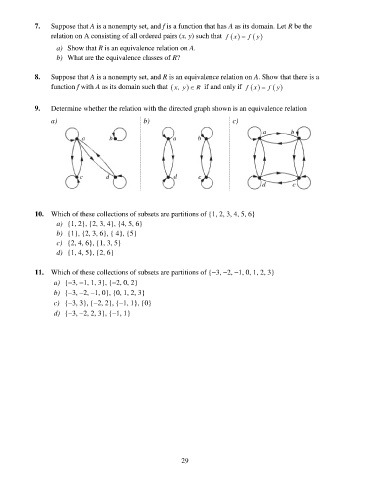 7. Suppose that A is a nonempty set, and f is a function that has A as its domain. Let R be the
relation on A consisting of all ordered pairs (x, y) such that f(x) = f(y)
a) Show that R is an equivalence relation on A.
b) What are the equivalence classes of R?
8. Suppose that A is a nonempty set, and R is an equivalence relation on A. Show that there is a
function f with A as its domain such that (x, y) ∈ R if and only if f(x) = f(y)
9. Determine whether the relation with the directed graph shown is an equivalence relation
a) b) c)
a b a b a b
c d d c
d c
10. Which of these collections of subsets are partitions of {1, 2, 3, 4, 5, 6}
a) {1, 2}, {2, 3, 4}, {4, 5, 6}
b) {1}, {2, 3, 6}, { 4}, {5}
c) {2, 4, 6}, {1, 3, 5}
d) {1, 4, 5}, {2, 6}
11. Which of these collections of subsets are partitions of {−3, −2, −1, 0, 1, 2, 3}
a) {−3, −1, 1, 3}, {−2, 0, 2}
b) {−3, −2, −1, 0}, {0, 1, 2, 3}
c) {−3, 3}, {−2, 2}, {−1, 1}, {0}
d) {−3, −2, 2, 3}, {−1, 1}
29